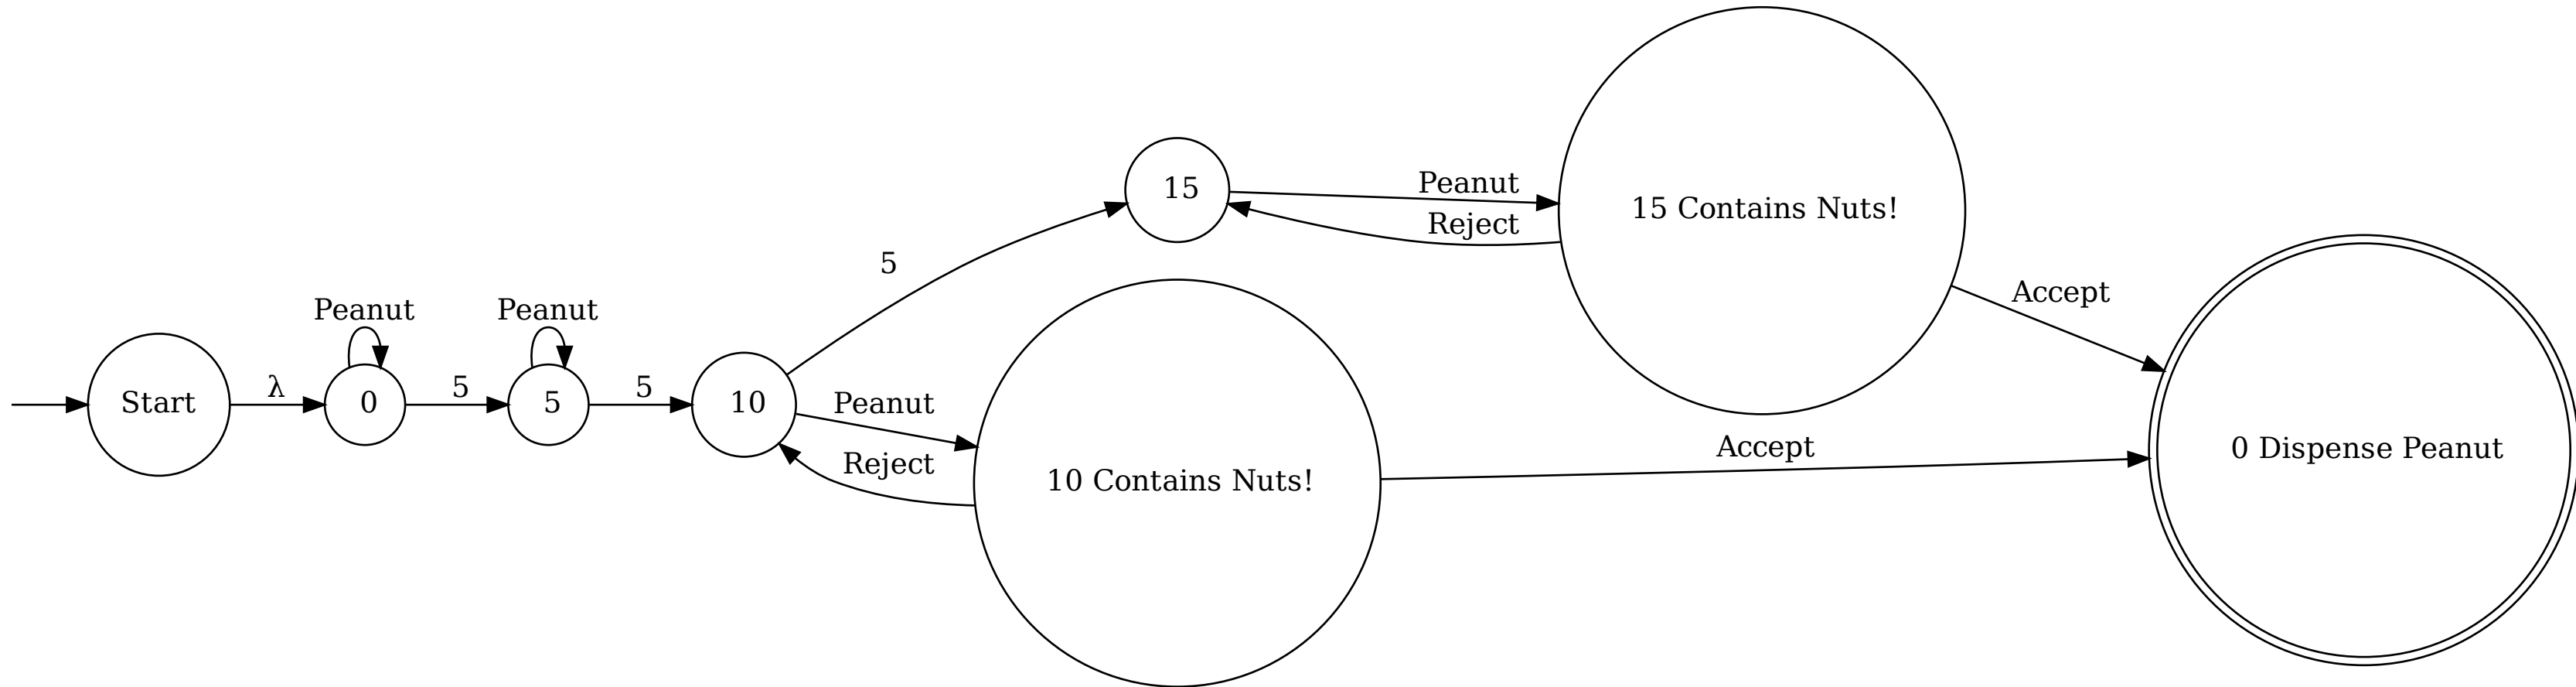 Start
λ
0
Peanut
5
5
Peanut
5
10
5
15
Peanut
Reject
15 Contains Nuts!
Peanut
Reject
10 Contains Nuts!
Accept
Accept
0 Dispense Peanut